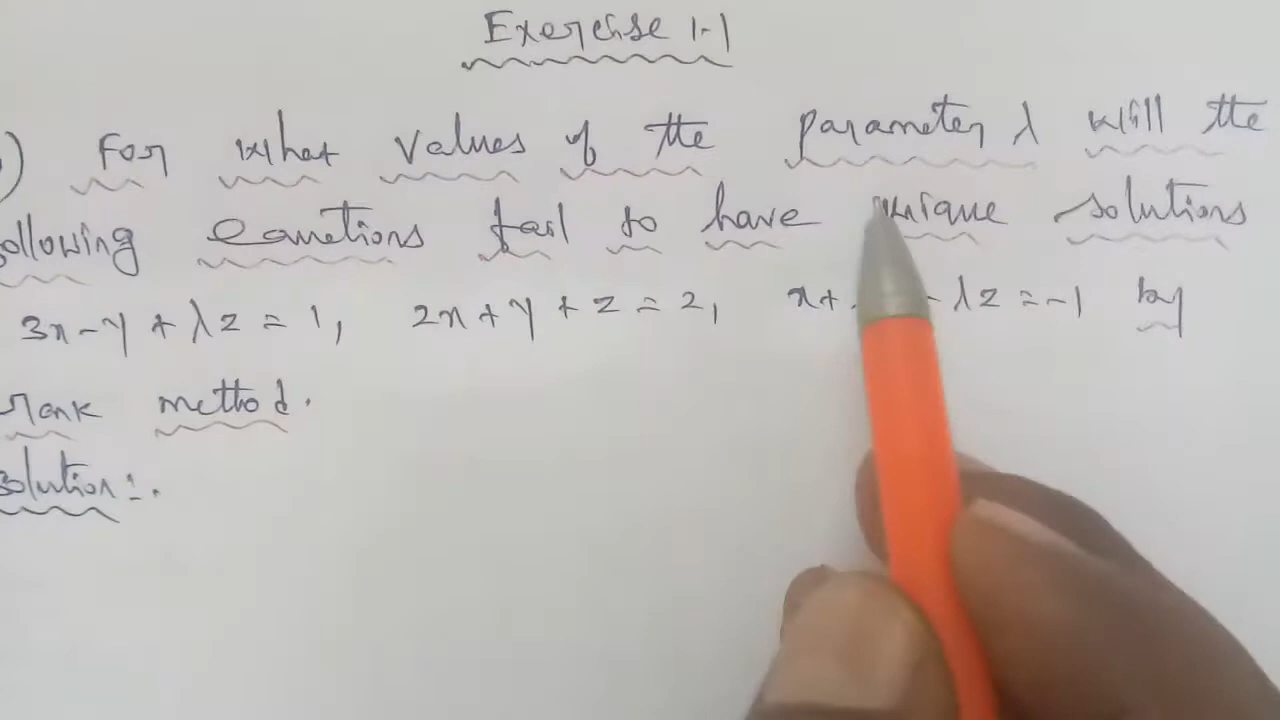 Exercise 1.1
) For what values of the parameter λ will the
ollowing equations fail to have unique solutions
3x-y+λz=1, 2x+y+z=2, x+ - λz=-1 by
rank method.
solution:-.